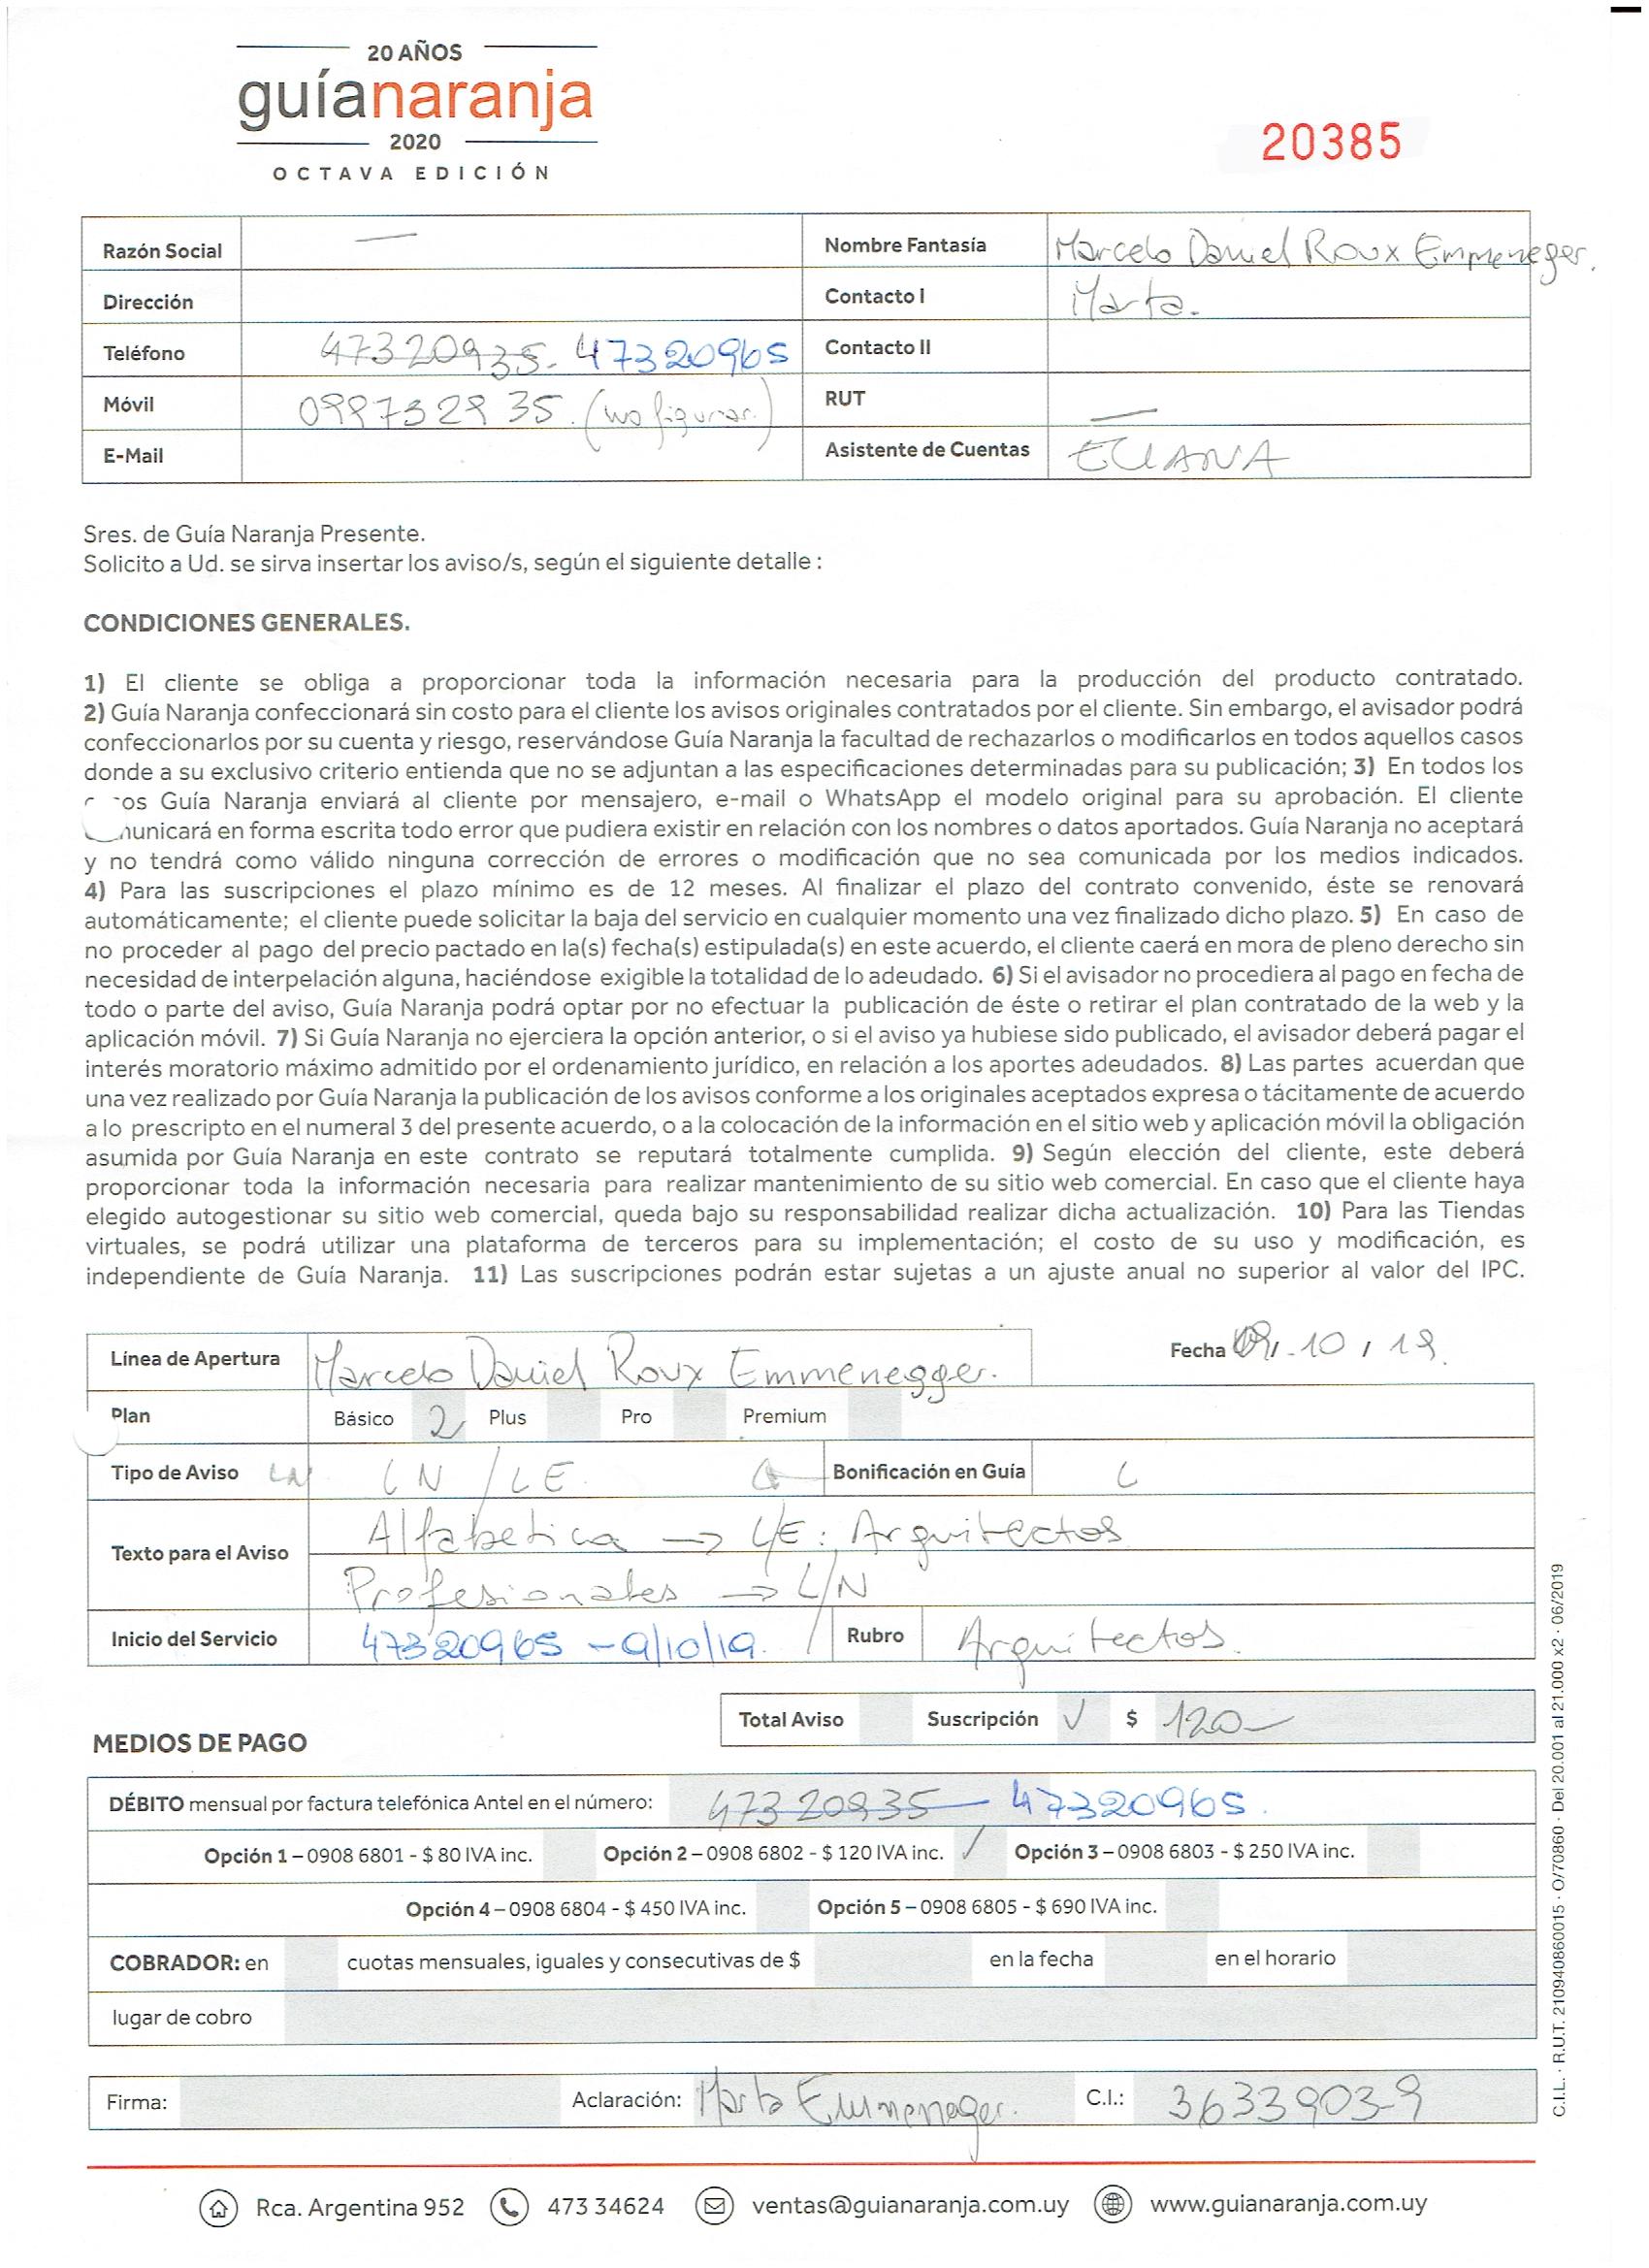 20 AÑOS
guíanaranja
2020
OCTAVA EDICIÓN
20385
Razón Social — Nombre Fantasía Marcelo Daniel Roux Emmeneger.
Dirección Contacto I Marta.
Teléfono 47320935- 47320965 Contacto II
Móvil 099732935. (no figurar.) RUT —
E-Mail Asistente de Cuentas ELIANA
Sres. de Guía Naranja Presente.
Solicito a Ud. se sirva insertar los aviso/s, según el siguiente detalle :
CONDICIONES GENERALES.
1) El cliente se obliga a proporcionar toda la información necesaria para la producción del producto contratado.
2) Guía Naranja confeccionará sin costo para el cliente los avisos originales contratados por el cliente. Sin embargo, el avisador podrá
confeccionarlos por su cuenta y riesgo, reservándose Guía Naranja la facultad de rechazarlos o modificarlos en todos aquellos casos
donde a su exclusivo criterio entienda que no se adjuntan a las especificaciones determinadas para su publicación; 3) En todos los
os Guía Naranja enviará al cliente por mensajero, e-mail o WhatsApp el modelo original para su aprobación. El cliente
unicará en forma escrita todo error que pudiera existir en relación con los nombres o datos aportados. Guía Naranja no aceptará
y no tendrá como válido ninguna corrección de errores o modificación que no sea comunicada por los medios indicados.
4) Para las suscripciones el plazo mínimo es de 12 meses. Al finalizar el plazo del contrato convenido, éste se renovará
automáticamente; el cliente puede solicitar la baja del servicio en cualquier momento una vez finalizado dicho plazo. 5) En caso de
no proceder al pago del precio pactado en la(s) fecha(s) estipulada(s) en este acuerdo, el cliente caerá en mora de pleno derecho sin
necesidad de interpelación alguna, haciéndose exigible la totalidad de lo adeudado. 6) Si el avisador no procediera al pago en fecha de
todo o parte del aviso, Guía Naranja podrá optar por no efectuar la publicación de éste o retirar el plan contratado de la web y la
aplicación móvil. 7) Si Guía Naranja no ejerciera la opción anterior, o si el aviso ya hubiese sido publicado, el avisador deberá pagar el
interés moratorio máximo admitido por el ordenamiento jurídico, en relación a los aportes adeudados. 8) Las partes acuerdan que
una vez realizado por Guía Naranja la publicación de los avisos conforme a los originales aceptados expresa o tácitamente de acuerdo
a lo prescripto en el numeral 3 del presente acuerdo, o a la colocación de la información en el sitio web y aplicación móvil la obligación
asumida por Guía Naranja en este contrato se reputará totalmente cumplida. 9) Según elección del cliente, este deberá
proporcionar toda la información necesaria para realizar mantenimiento de su sitio web comercial. En caso que el cliente haya
elegido autogestionar su sitio web comercial, queda bajo su responsabilidad realizar dicha actualización. 10) Para las Tiendas
virtuales, se podrá utilizar una plataforma de terceros para su implementación; el costo de su uso y modificación, es
independiente de Guía Naranja. 11) Las suscripciones podrán estar sujetas a un ajuste anual no superior al valor del IPC.
Línea de Apertura Marcelo Daniel Roux Emmenegger. Fecha 09/.10/19.
Plan Básico 2 Plus Pro Premium
Tipo de Aviso LN LN / LE Bonificación en Guía L
Texto para el Aviso Alfabetica → L/E: Arquitectos
Profesionales → L/N
Inicio del Servicio 47320965 - 9/10/19. Rubro Arquitectos.
Total Aviso Suscripción ✓ $ 120—
MEDIOS DE PAGO
DÉBITO mensual por factura telefónica Antel en el número: 47320935 47320965.
Opción 1 – 0908 6801 - $ 80 IVA inc. Opción 2 – 0908 6802 - $ 120 IVA inc. ✓ Opción 3 – 0908 6803 - $ 250 IVA inc.
Opción 4 – 0908 6804 - $ 450 IVA inc. Opción 5 – 0908 6805 - $ 690 IVA inc.
COBRADOR: en cuotas mensuales, iguales y consecutivas de $ en la fecha en el horario
lugar de cobro
Firma: Aclaración: Marta Emmeneger. C.I.: 3633903-9
Rca. Argentina 952 473 34624 ventas@guianaranja.com.uy www.guianaranja.com.uy
C.I.L. · R.U.T. 210940860015 · O/70860 · Del 20.001 al 21.000 x2 · 06/2019